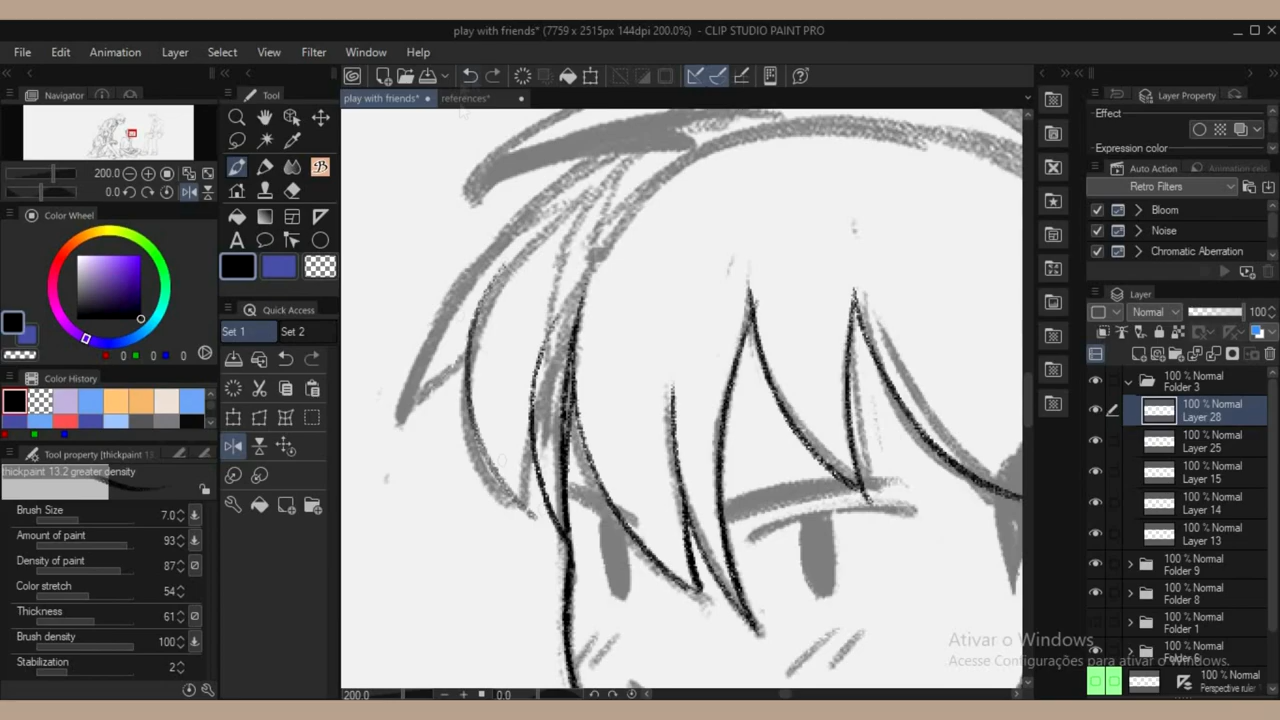 play with friends* (7759 x 2515px 144dpi 200.0%) - CLIP STUDIO PAINT PRO
File Edit Animation Layer Select View Filter Window Help
play with friends* references*
Navigator
200.0
0.0
Color Wheel
0 0 0
Color History
Tool property [thickpaint 13
thickpaint 13.2 greater density
Brush Size 7.0
Amount of paint 93
Density of paint 87
Color stretch 54
Thickness 61
Brush density 100
Stabilization 2
Tool
B
A
Quick Access
Set 1 Set 2
200.0 0.0
Layer Property
Effect
Expression color
Auto Action Animation cels
Retro Filters
Bloom
Noise
Chromatic Aberration
Layer
Normal 100
100 % Normal
Folder 3
100 % Normal
Layer 28
100 % Normal
Layer 25
100 % Normal
Layer 15
100 % Normal
Layer 14
100 % Normal
Layer 13
100 % Normal
Folder 9
100 % Normal
Folder 8
100 % Normal
Folder 1
100 % Normal
100 % Normal
Perspective ruler
Ativar o Windows
Acesse Configurações para ativar o Windows.